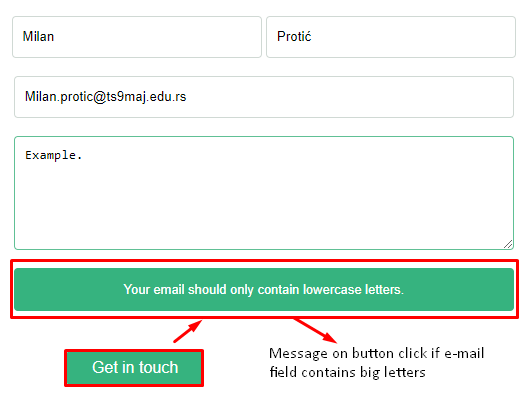 Milan
Protić
Milan.protic@ts9maj.edu.rs
Example.
Your email should only contain lowercase letters.
Get in touch
Message on button click if e-mail
field contains big letters